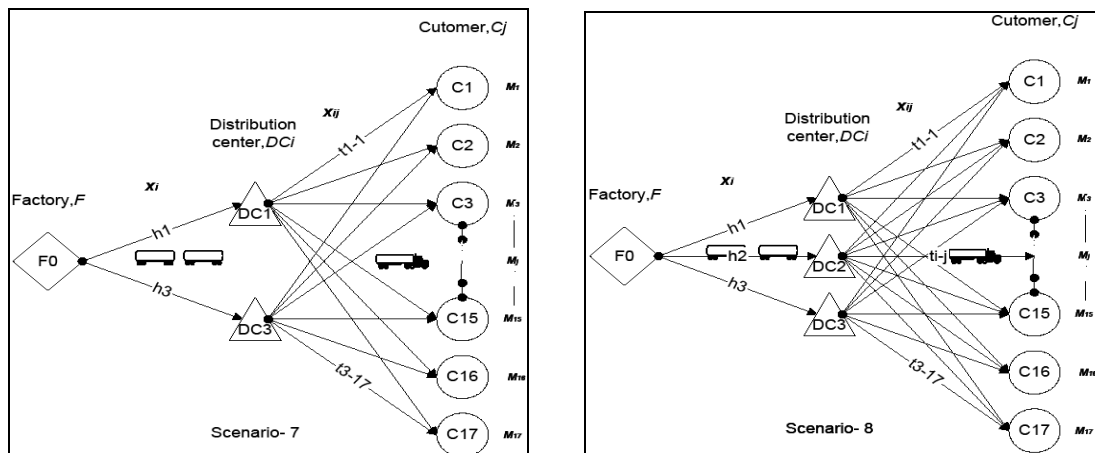 Cutomer,Cj
C1 M1
xij
Distribution
center,DCi
t1-1
C2 M2
Factory,F
xi
DC1
C3 M3
h1
F0
Mj
h3
DC3
C15 M15
C16 M16
t3-17
Scenario- 7
C17 M17
Cutomer,Cj
C1 M1
xij
Distribution
center,DCi
t1-1
C2 M2
Factory,F
xi
DC1
C3 M3
h1
F0
h2
DC2
ti-j
Mj
h3
DC3
C15 M15
C16 M16
t3-17
Scenario- 8
C17 M17